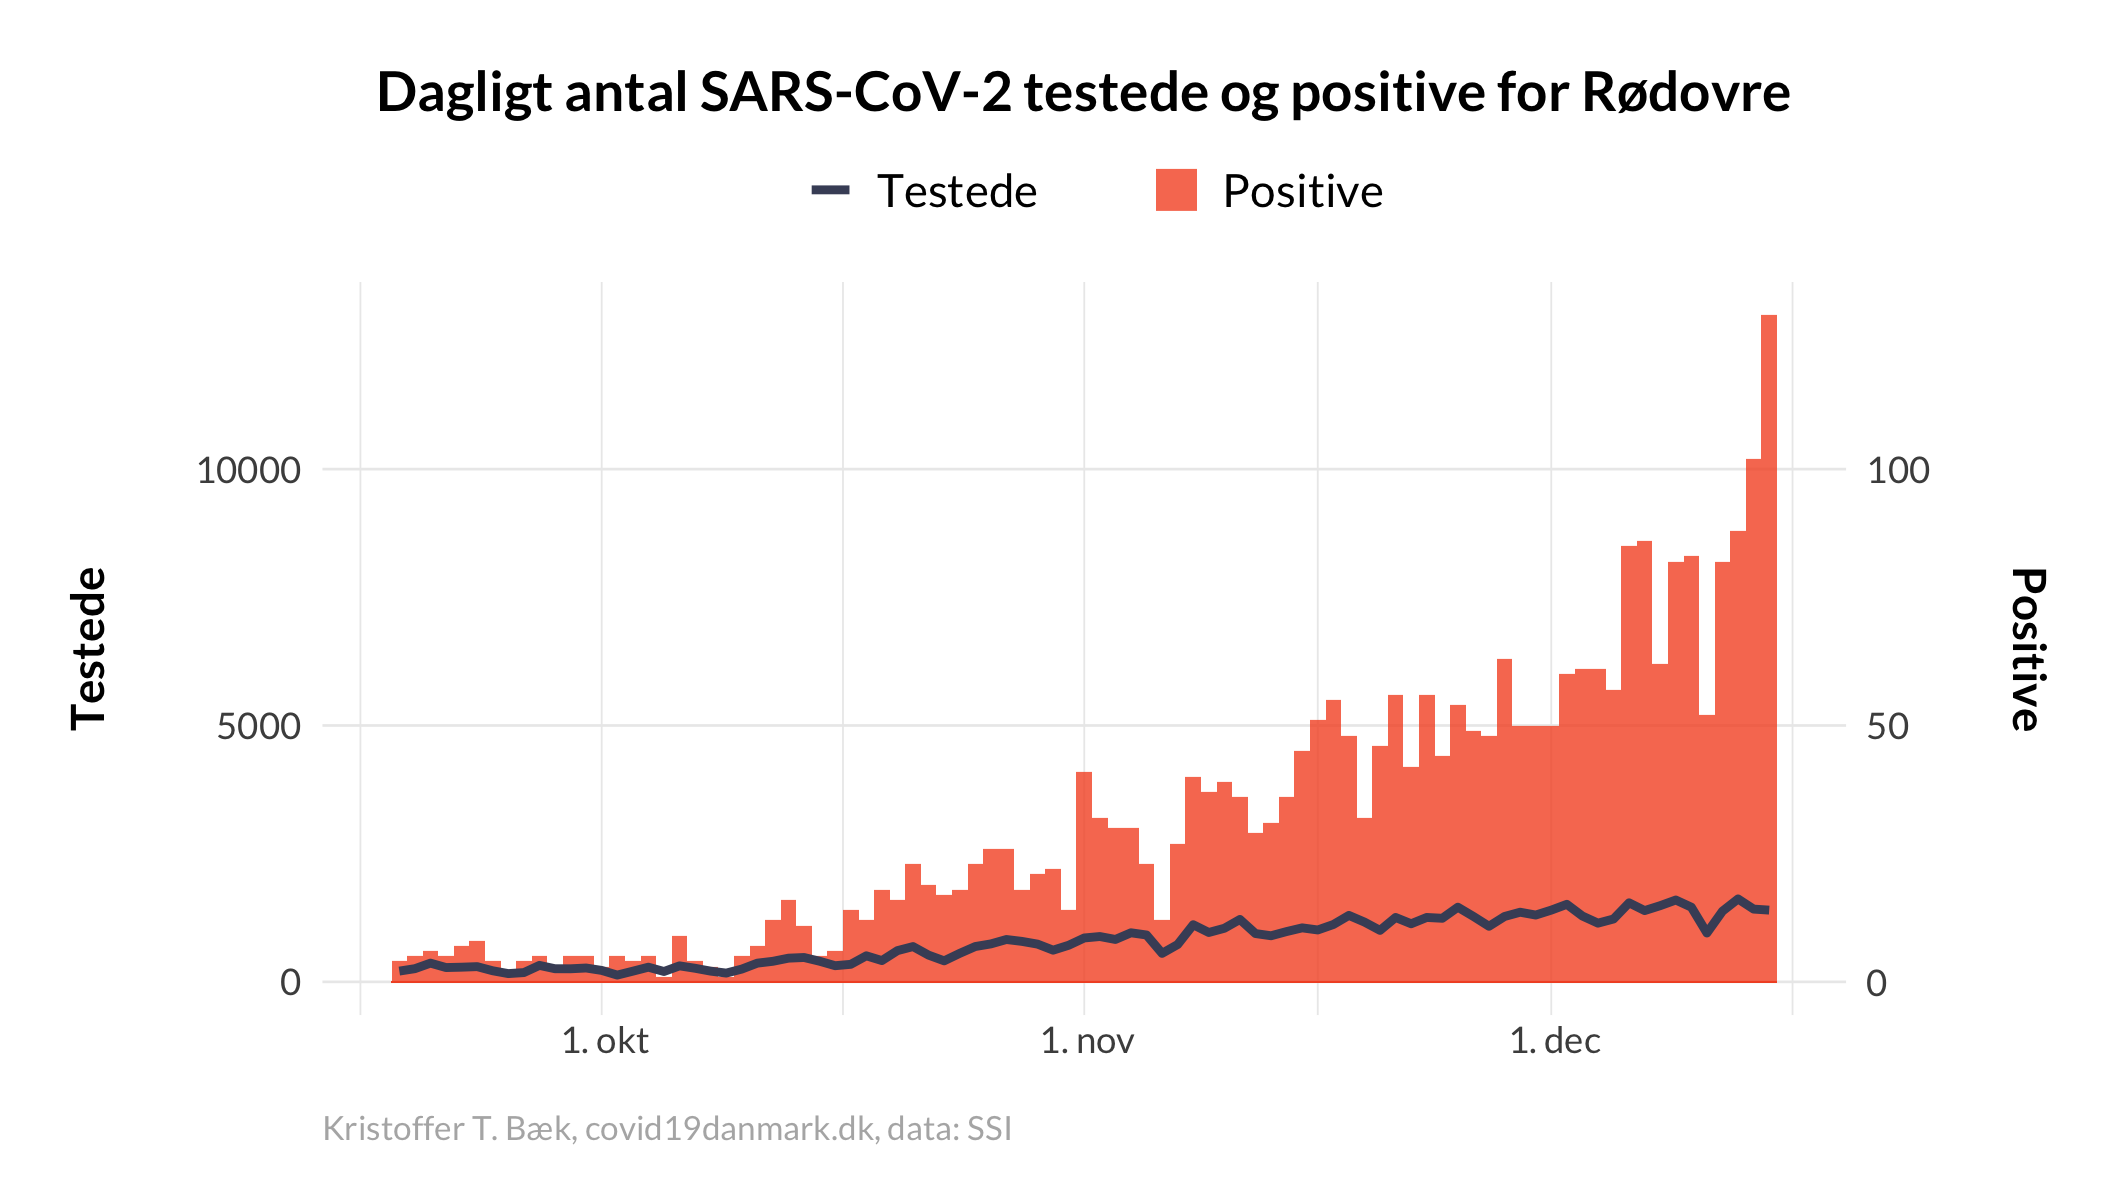 Dagligt antal SARS-CoV-2 testede og positive for Rødovre
Testede Positive
Testede
10000
5000
0
100
50
0
Positive
1. okt 1. nov 1. dec
Kristoffer T. Bæk, covid19danmark.dk, data: SSI